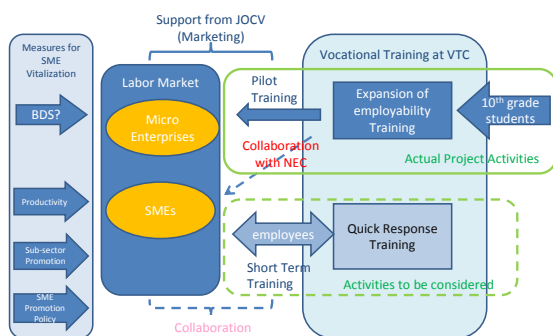 Support from JOCV
(Marketing)
Measures for
SME
Vitalization
BDS?
Productivity
Sub-sector
Promotion
SME
Promotion
Policy
Labor Market
Micro
Enterprises
SMEs
Vocational Training at VTC
Pilot
Training
Expansion of
employability
Training
10th grade
students
Collaboration
with NEC
Actual Project Activities
employees
Quick Response
Training
Short Term
Training
Activities to be considered
Collaboration